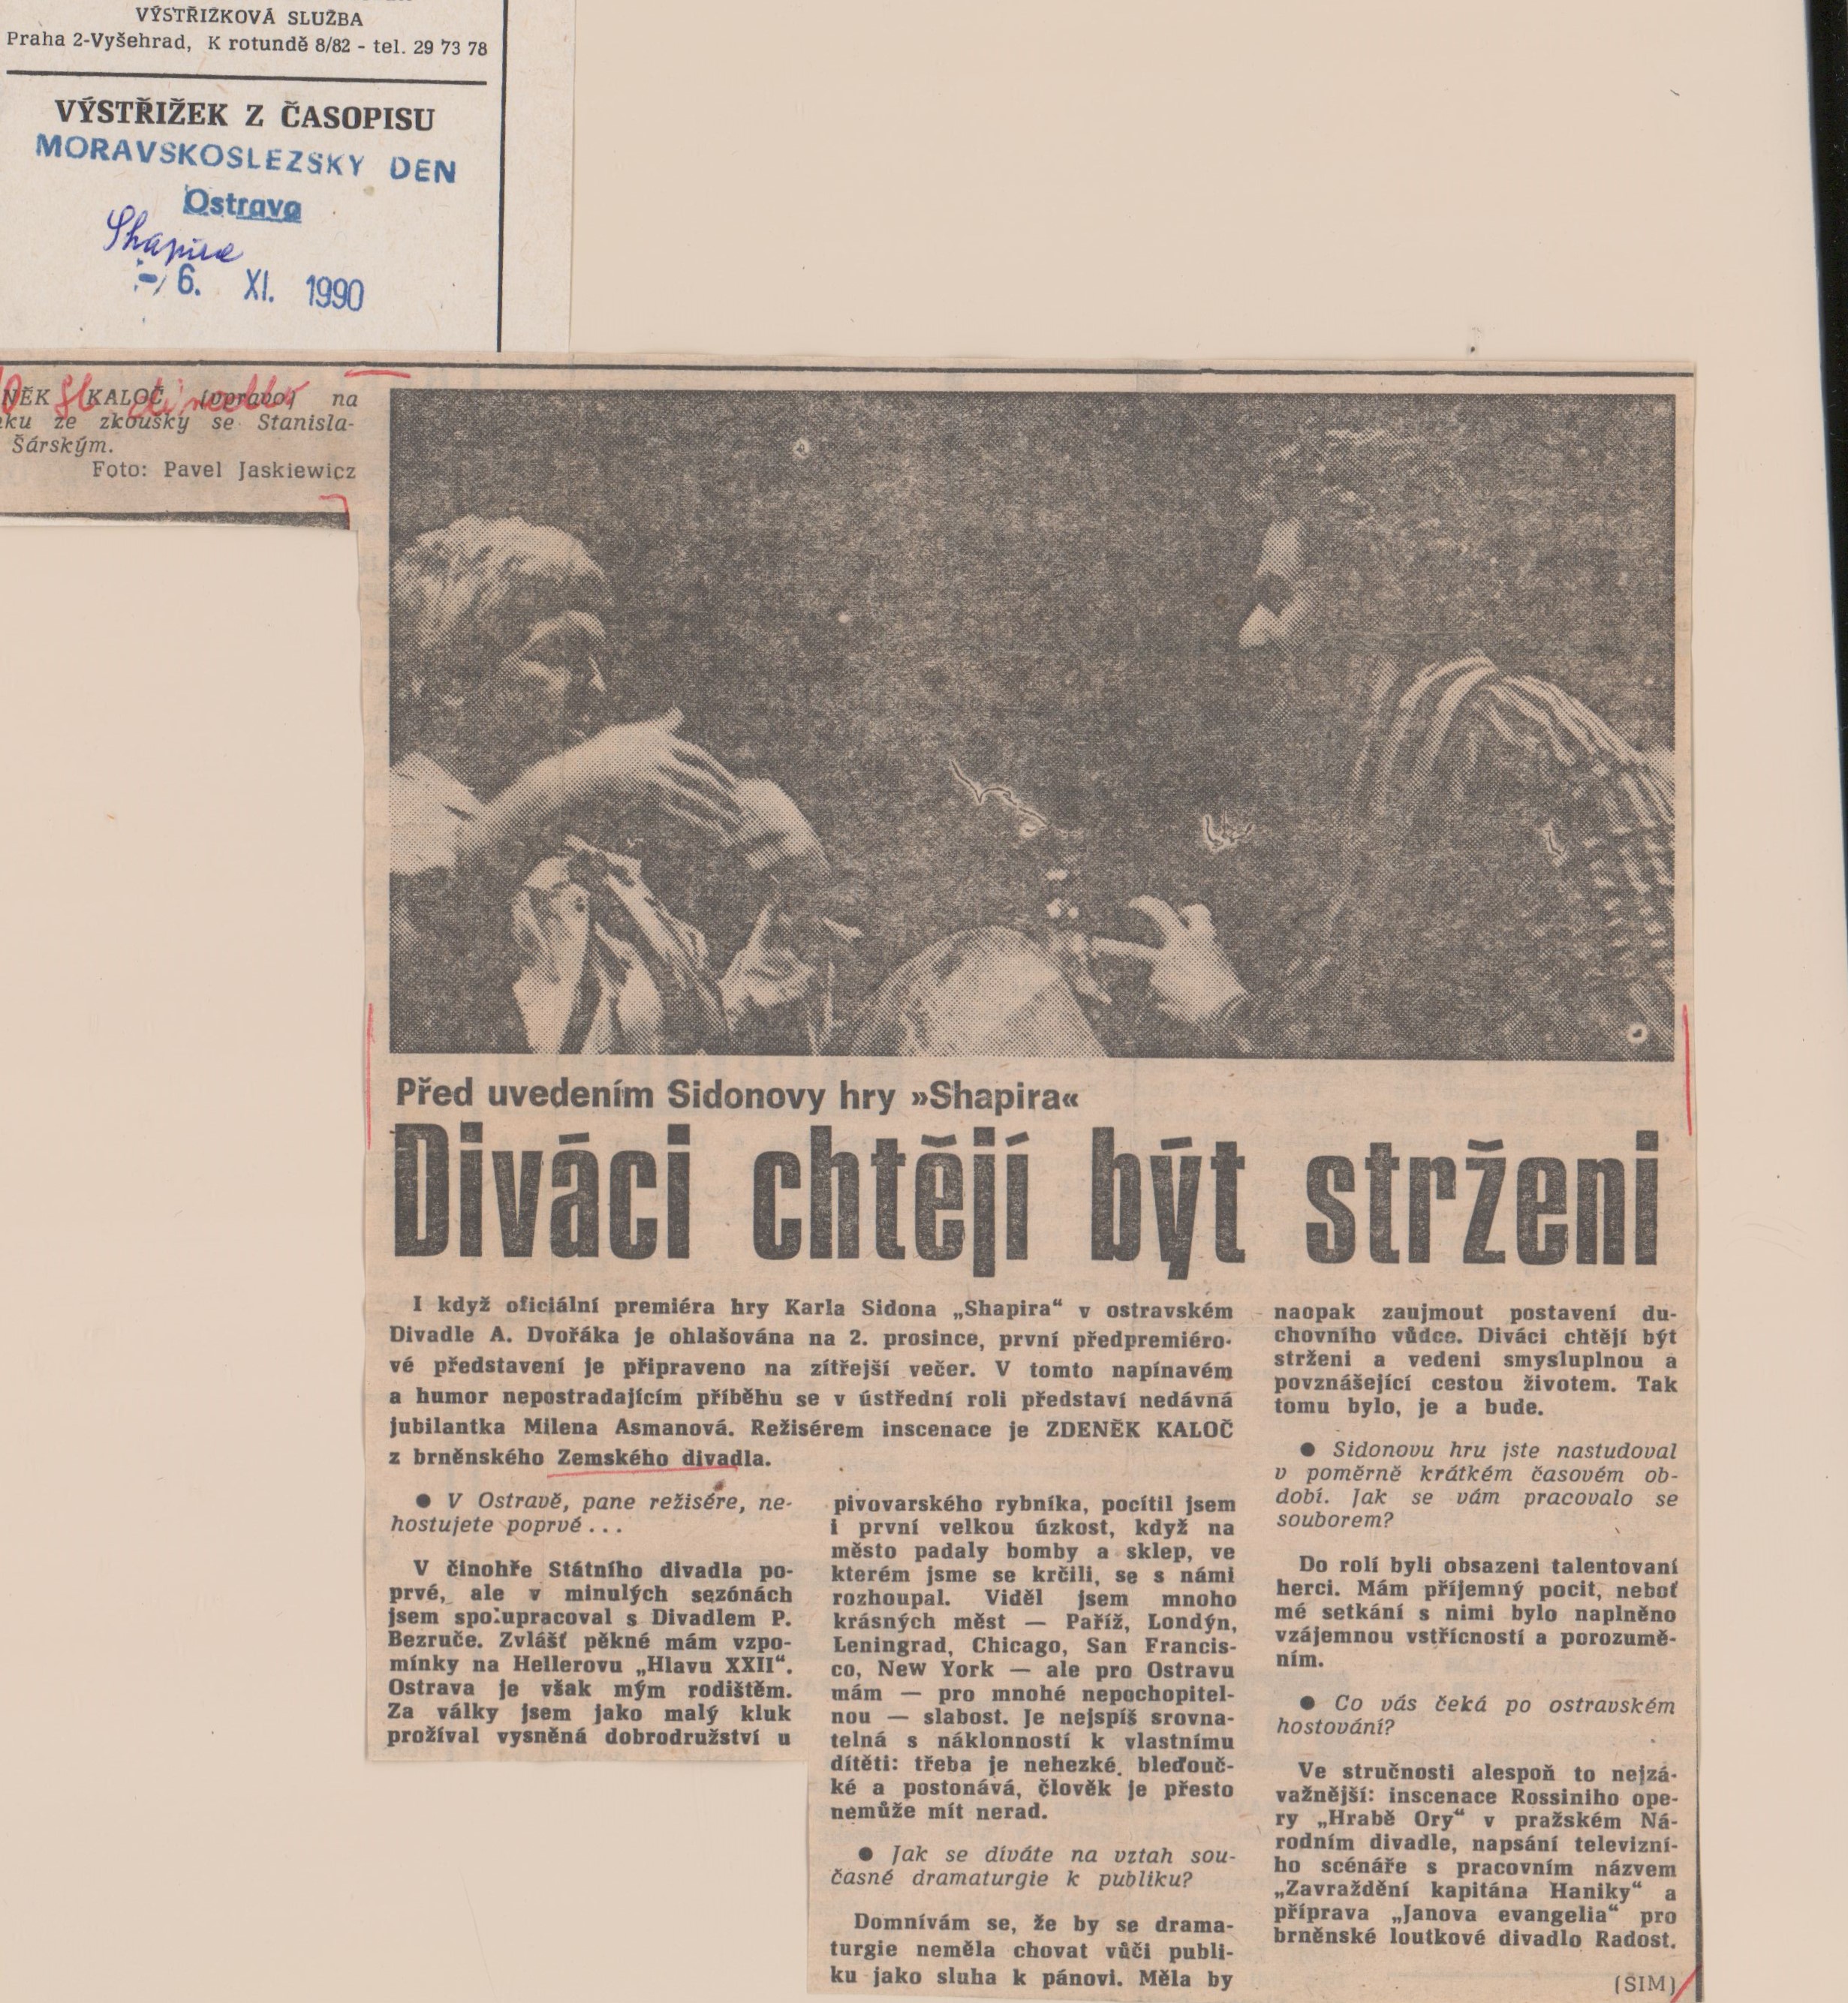 VÝSTŘIŽKOVÁ SLUŽBA
Praha 2-Vyšehrad, K rotundě 8/82 - tel. 29 73 78
VÝSTŘIŽEK Z ČASOPISU
MORAVSKOSLEZSKY DEN
Ostrava
Shapira
- 6. XI. 1990
NĚK KALOČ (vpravo) na
ku ze zkoušky se Stanisla-
Šárským.
Foto: Pavel Jaskiewicz
Před uvedením Sidonovy hry »Shapira«
Diváci chtějí být strženi
I když oficiální premiéra hry Karla Sidona „Shapira“ v ostravském
Divadle A. Dvořáka je ohlašována na 2. prosince, první předpremiéro-
vé představení je připraveno na zítřejší večer. V tomto napínavém
a humor nepostradajícím příběhu se v ústřední roli představí nedávná
jubilantka Milena Asmanová. Režisérem inscenace je ZDENĚK KALOČ
z brněnského Zemského divadla.
● V Ostravě, pane režisére, ne-
hostujete poprvé...
V činohře Státního divadla po-
prvé, ale v minulých sezónách
jsem spolupracoval s Divadlem P.
Bezruče. Zvlášť pěkné mám vzpo-
mínky na Hellerovu „Hlavu XXII“.
Ostrava je však mým rodištěm.
Za války jsem jako malý kluk
prožíval vysněná dobrodružství u
pivovarského rybníka, pocítil jsem
i první velkou úzkost, když na
město padaly bomby a sklep, ve
kterém jsme se krčili, se s námi
rozhoupal. Viděl jsem mnoho
krásných měst — Paříž, Londýn,
Leningrad, Chicago, San Francis-
co, New York — ale pro Ostravu
mám — pro mnohé nepochopitel-
nou — slabost. Je nejspíš srovna-
telná s náklonností k vlastnímu
dítěti: třeba je nehezké, bleďouč-
ké a postonává, člověk je přesto
nemůže mít nerad.
● Jak se díváte na vztah sou-
časné dramaturgie k publiku?
Domnívám se, že by se drama-
turgie neměla chovat vůči publi-
ku jako sluha k pánovi. Měla by
naopak zaujmout postavení du-
chovního vůdce. Diváci chtějí být
strženi a vedeni smysluplnou a
povznášející cestou životem. Tak
tomu bylo, je a bude.
● Sidonovu hru jste nastudoval
v poměrně krátkém časovém ob-
dobí. Jak se vám pracovalo se
souborem?
Do rolí byli obsazeni talentovaní
herci. Mám příjemný pocit, neboť
mé setkání s nimi bylo naplněno
vzájemnou vstřícností a porozumě-
ním.
● Co vás čeká po ostravském
hostování?
Ve stručnosti alespoň to nejzá-
važnější: inscenace Rossiniho ope-
ry „Hrabě Ory“ v pražském Ná-
rodním divadle, napsání televizní-
ho scénáře s pracovním názvem
„Zavraždění kapitána Haniky“ a
příprava „Janova evangelia“ pro
brněnské loutkové divadlo Radost.
(SIM)